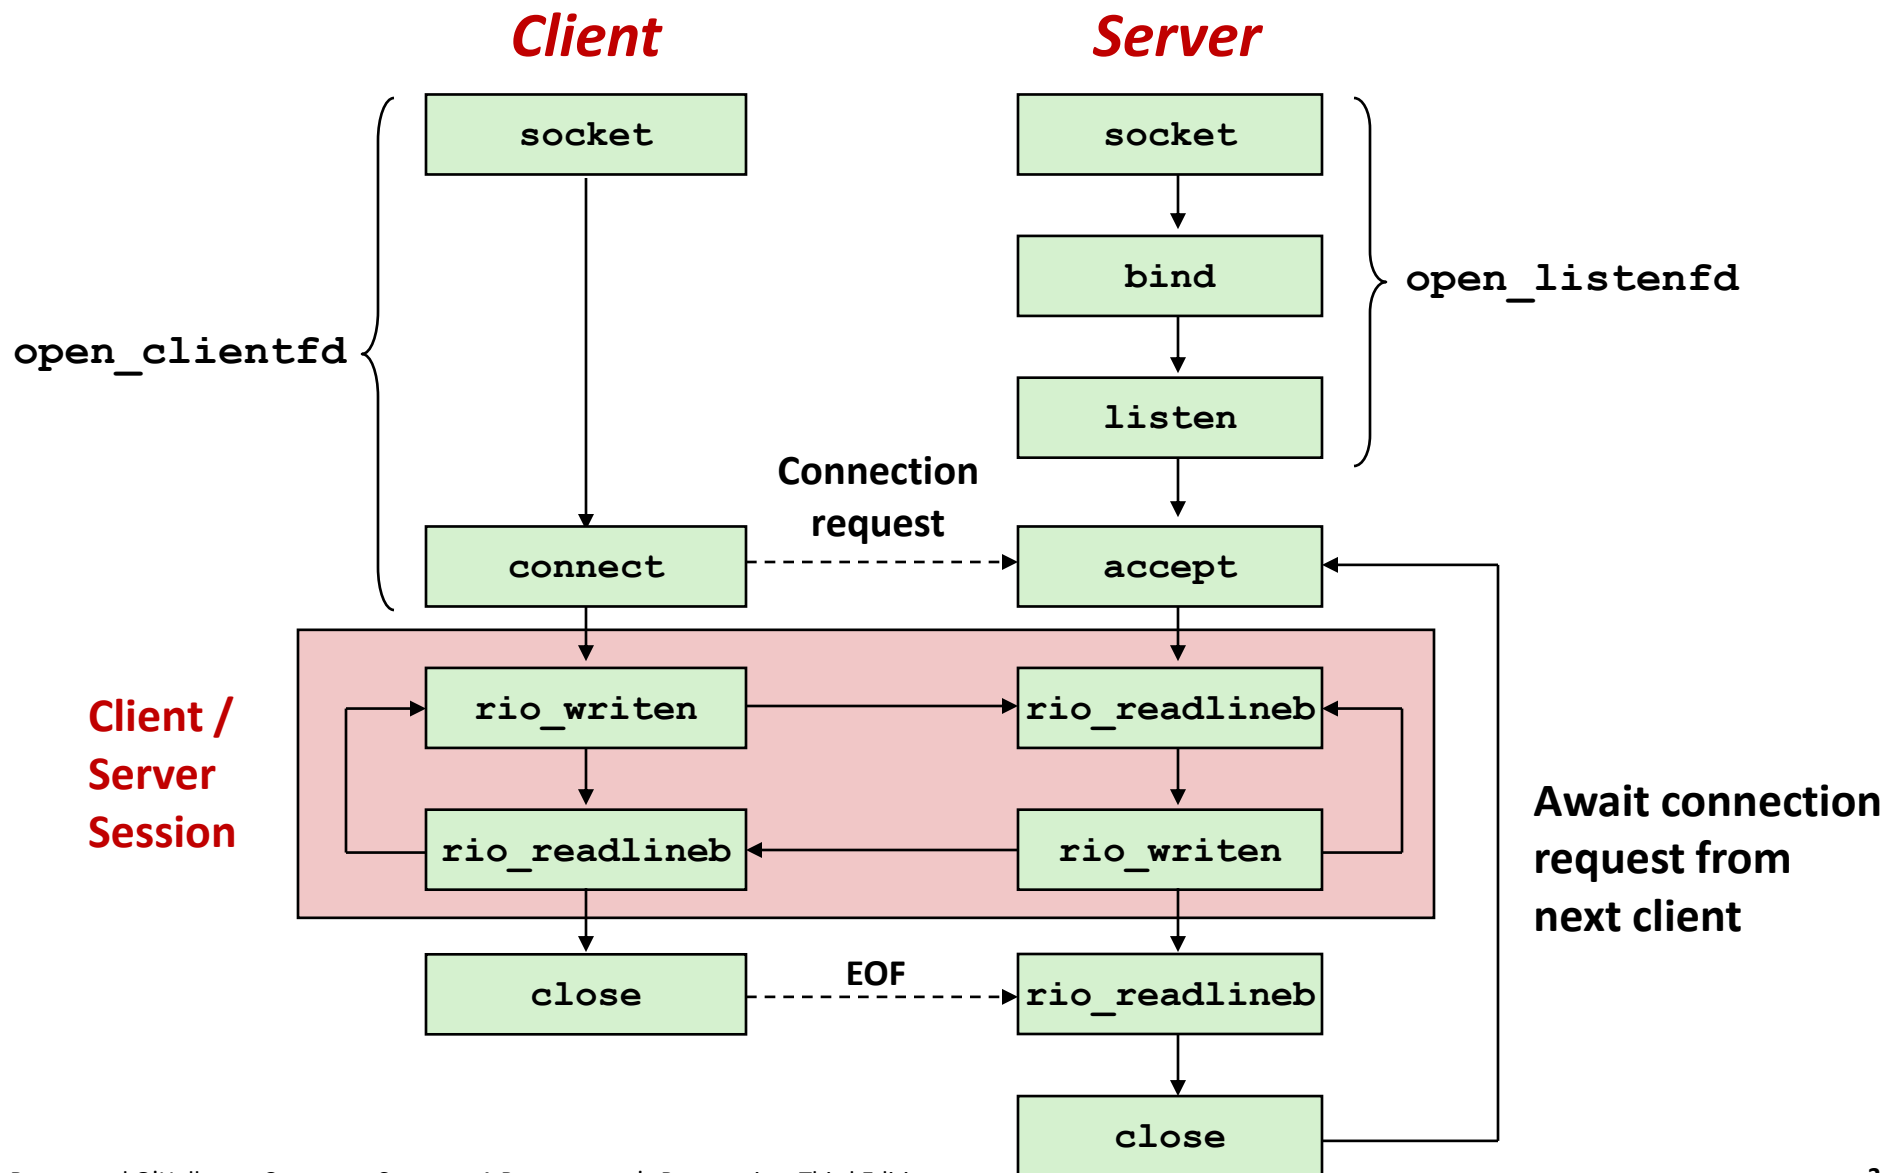 Client
Server
socket
socket
bind
open_listenfd
open_clientfd
listen
Connection
request
connect
accept
Client /
Server
Session
rio_writen
rio_readlineb
rio_readlineb
rio_writen
Await connection
request from
next client
close
EOF
rio_readlineb
close